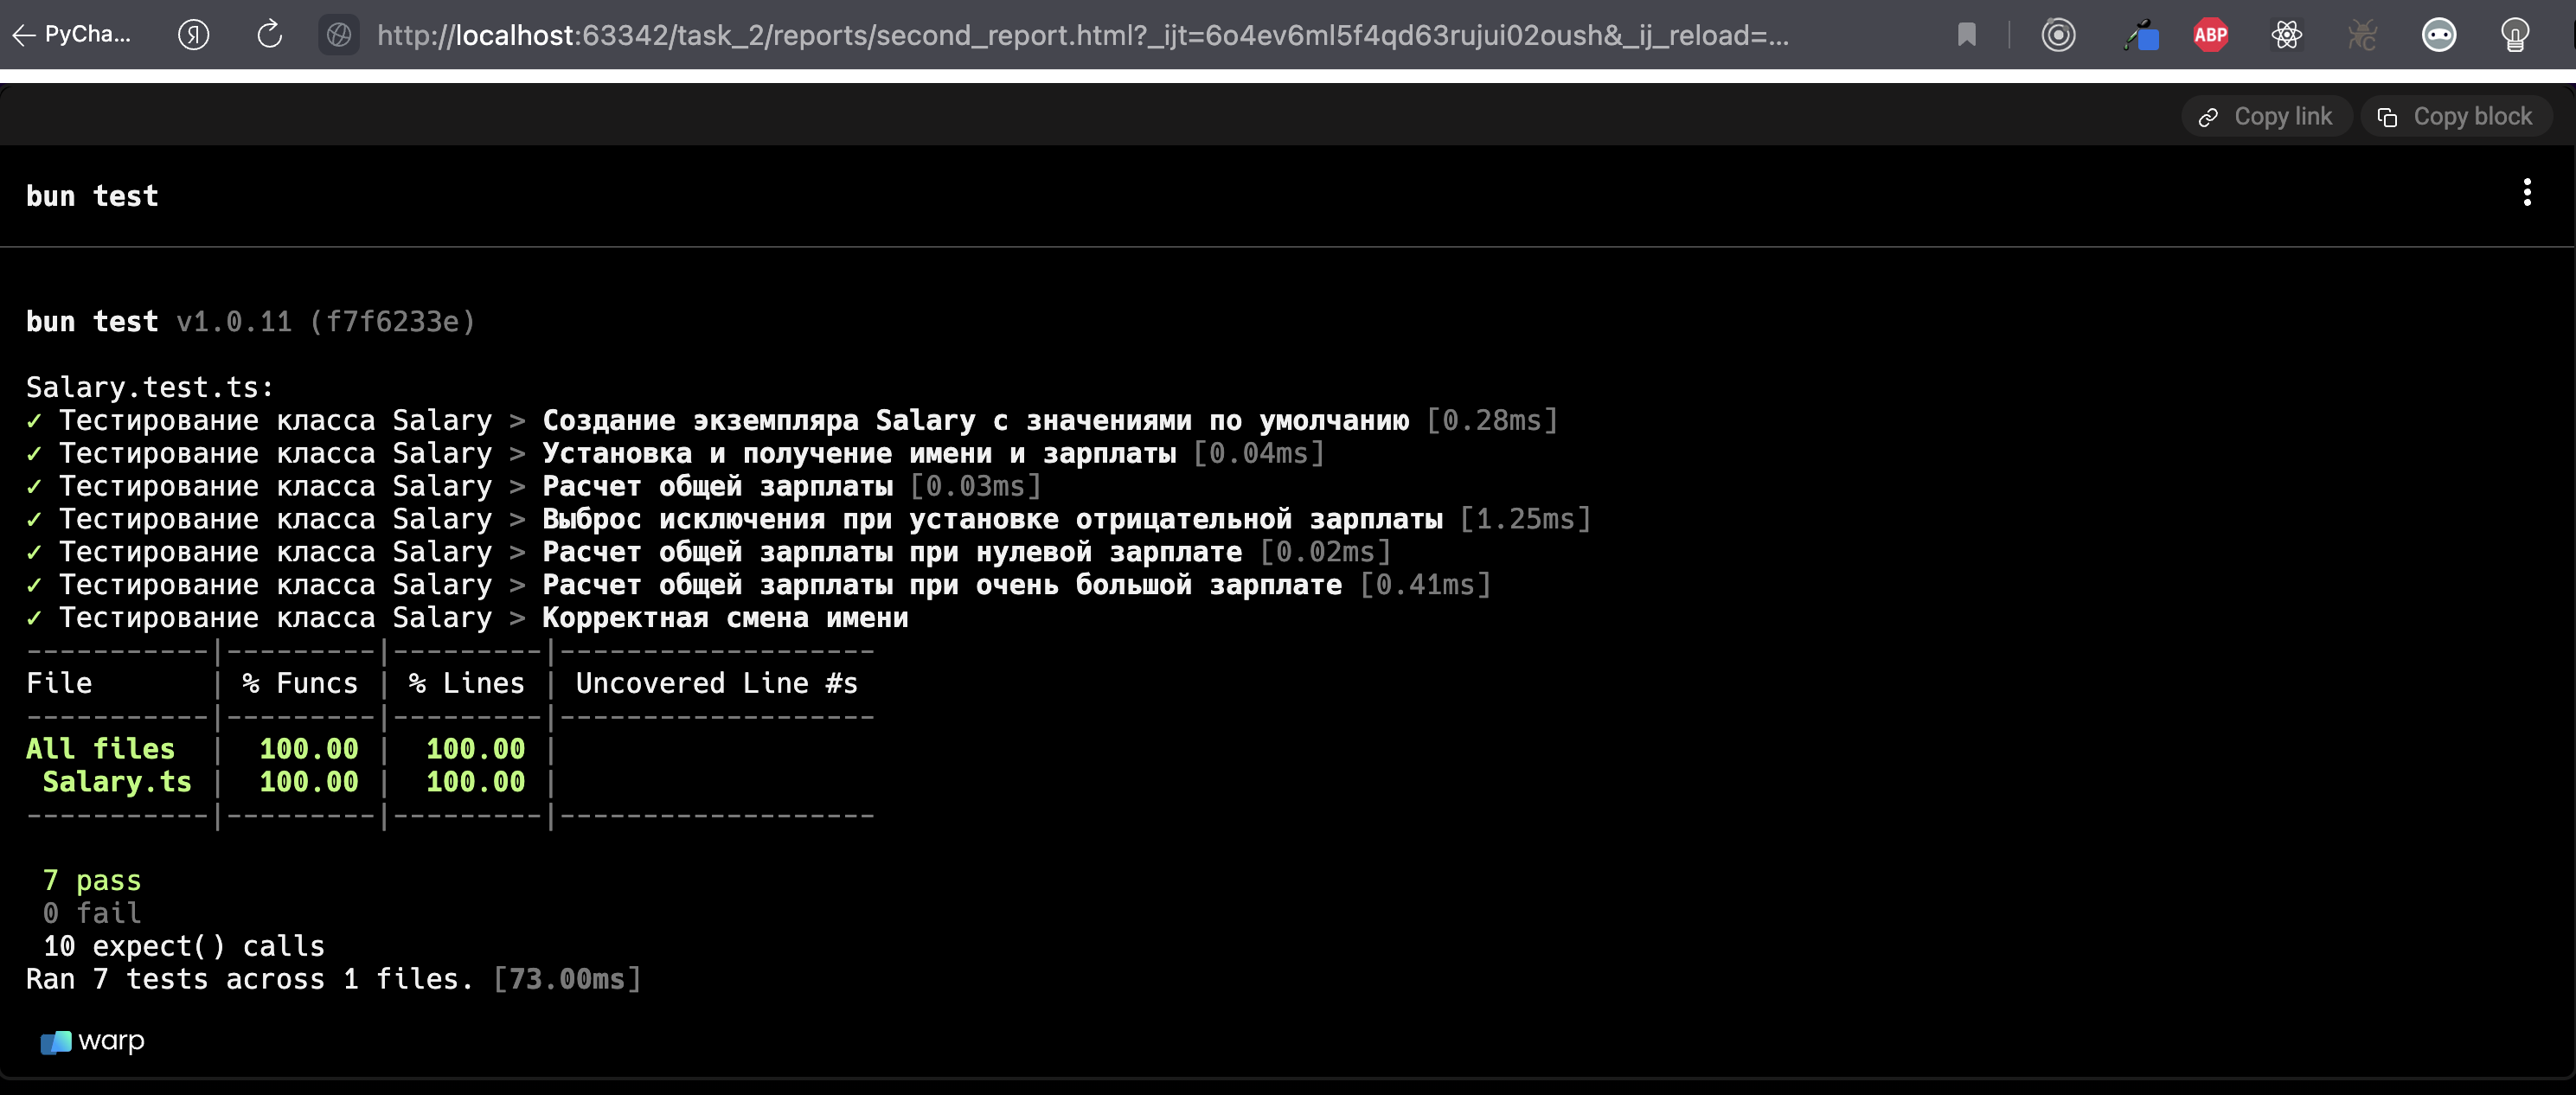 PyCha...
http://localhost:63342/task_2/reports/second_report.html?_ijt=6o4ev6ml5f4qd63rujui02oush&_ij_reload=...
ABP
Copy link
Copy block
bun test
bun test v1.0.11 (f7f6233e)
Salary.test.ts:
✓ Тестирование класса Salary > Создание экземпляра Salary с значениями по умолчанию [0.28ms]
✓ Тестирование класса Salary > Установка и получение имени и зарплаты [0.04ms]
✓ Тестирование класса Salary > Расчет общей зарплаты [0.03ms]
✓ Тестирование класса Salary > Выброс исключения при установке отрицательной зарплаты [1.25ms]
✓ Тестирование класса Salary > Расчет общей зарплаты при нулевой зарплате [0.02ms]
✓ Тестирование класса Salary > Расчет общей зарплаты при очень большой зарплате [0.41ms]
✓ Тестирование класса Salary > Корректная смена имени
-----------|---------|---------|-------------------
File       | % Funcs | % Lines | Uncovered Line #s
-----------|---------|---------|-------------------
All files  |  100.00 |  100.00 |
 Salary.ts |  100.00 |  100.00 |
-----------|---------|---------|-------------------
7 pass
0 fail
10 expect() calls
Ran 7 tests across 1 files. [73.00ms]
warp